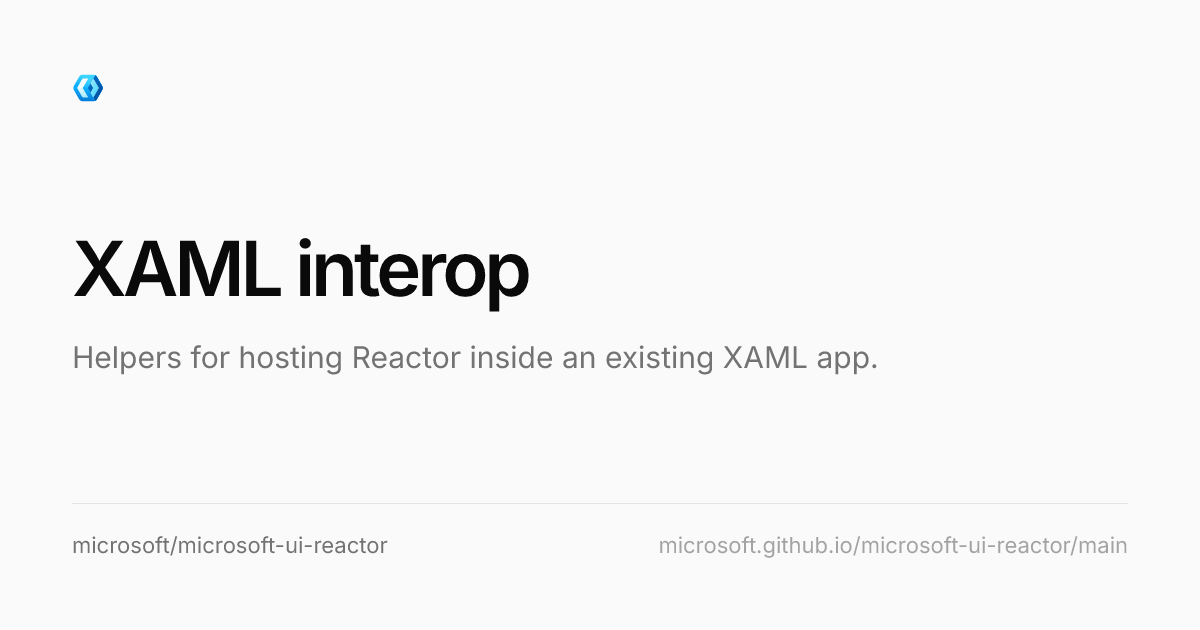 XAML interop
Helpers for hosting Reactor inside an existing XAML app.
microsoft/microsoft-ui-reactor
microsoft.github.io/microsoft-ui-reactor/main